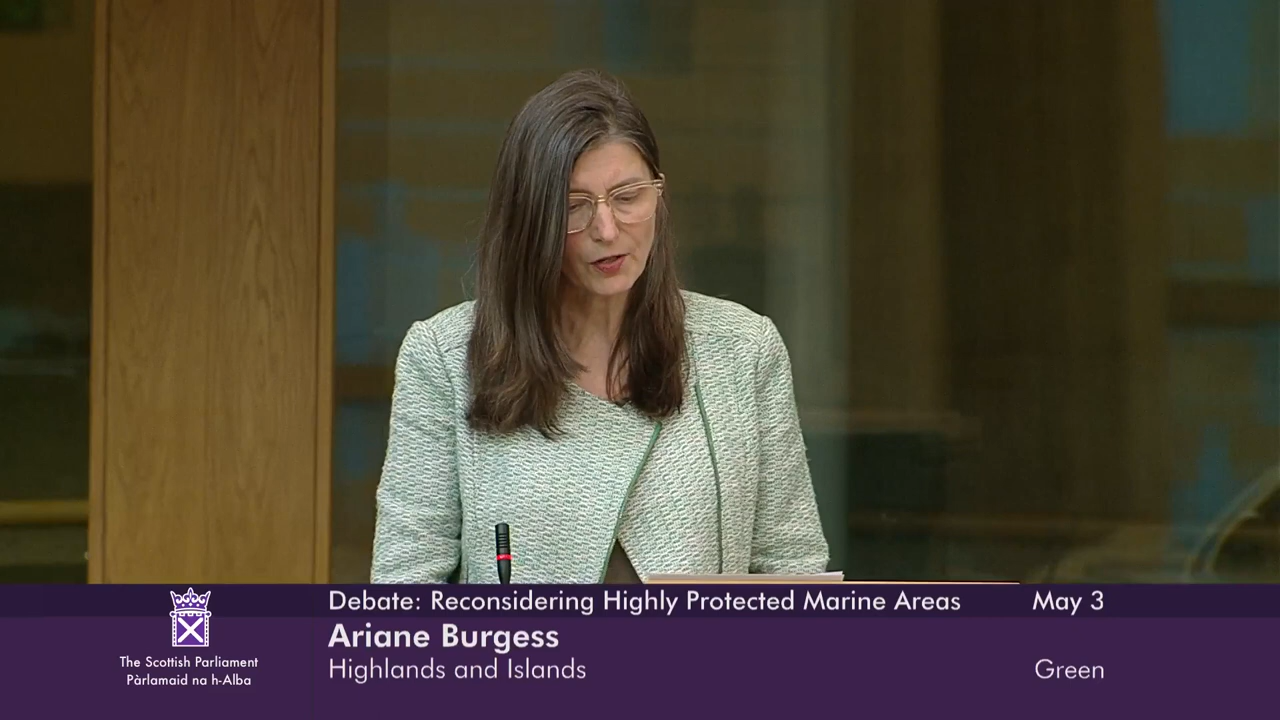 Debate: Reconsidering Highly Protected Marine Areas May 3
Ariane Burgess
Highlands and Islands Green
The Scottish Parliament
Pàrlamaid na h-Alba